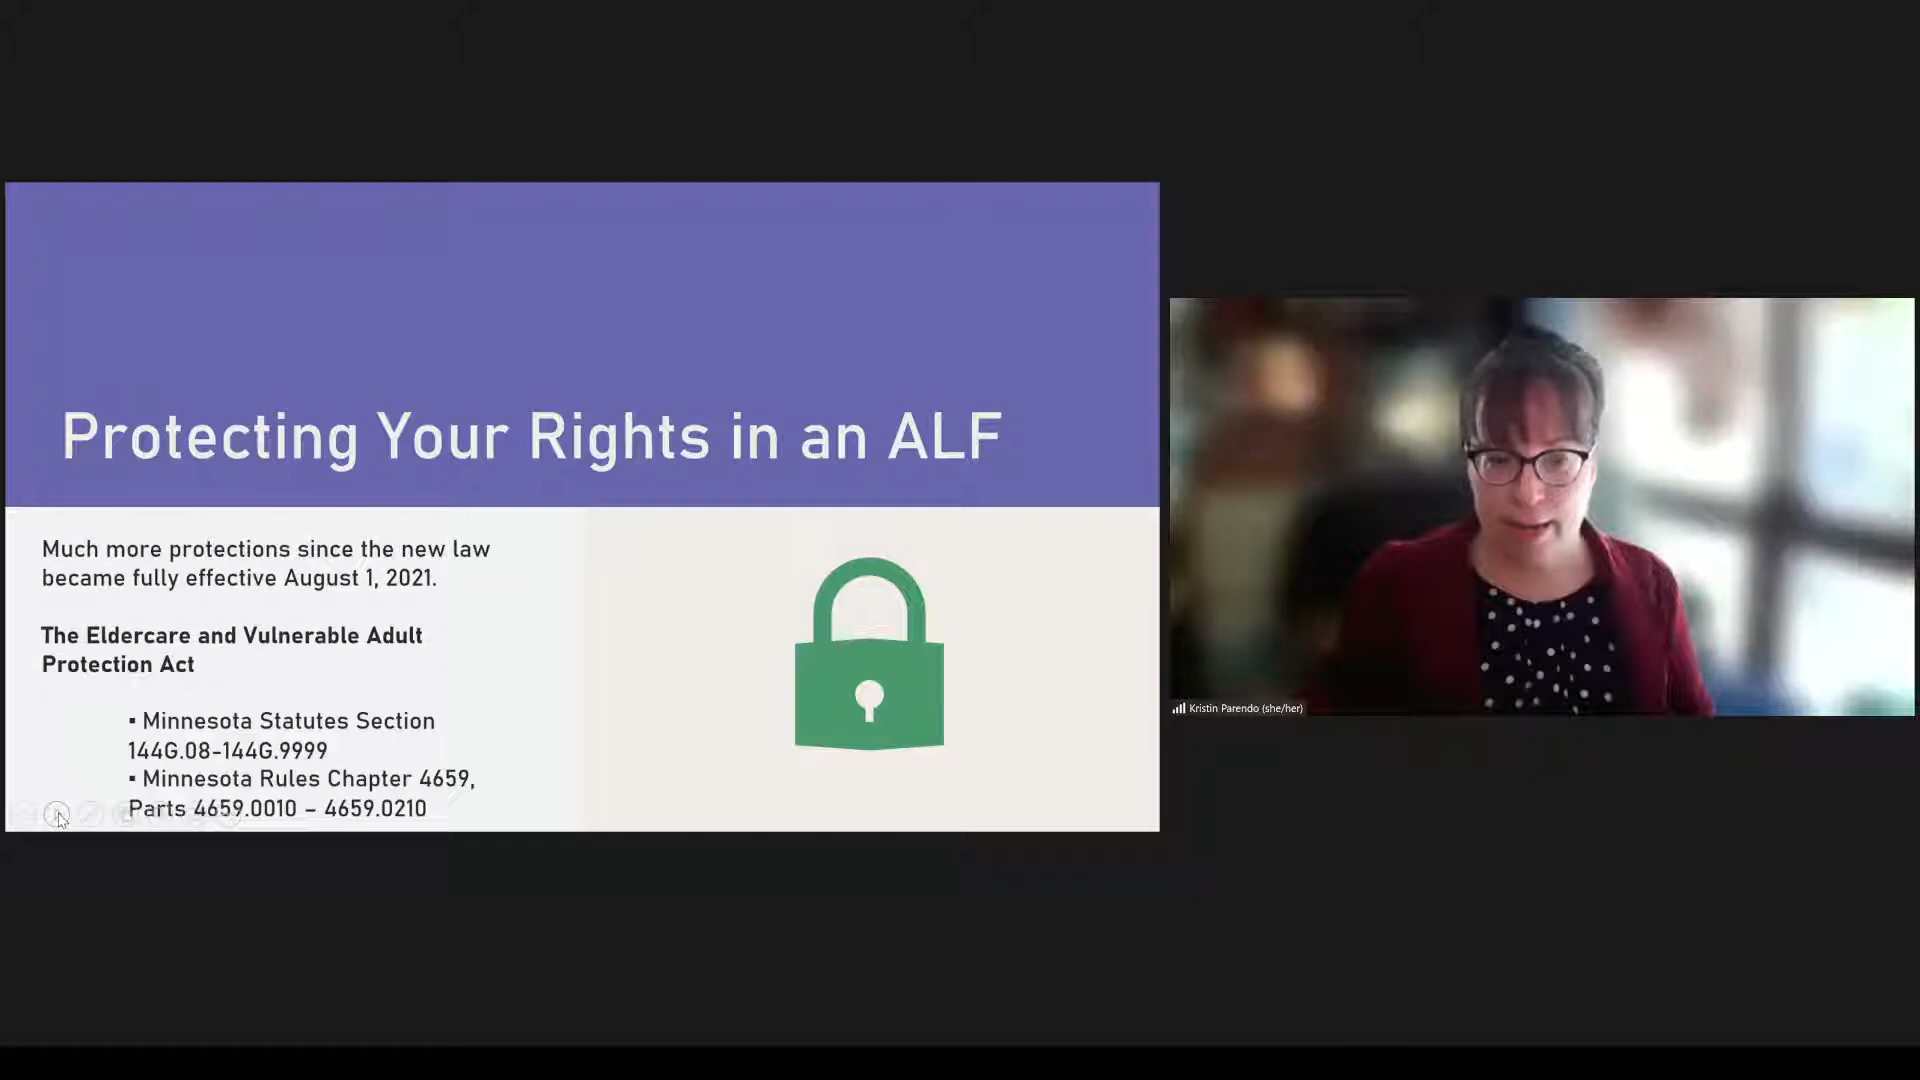 Protecting Your Rights in an ALF
Much more protections since the new law
became fully effective August 1, 2021.
The Eldercare and Vulnerable Adult
Protection Act
▪ Minnesota Statutes Section
144G.08-144G.9999
▪ Minnesota Rules Chapter 4659,
Parts 4659.0010 – 4659.0210
Kristin Parendo (she/her)